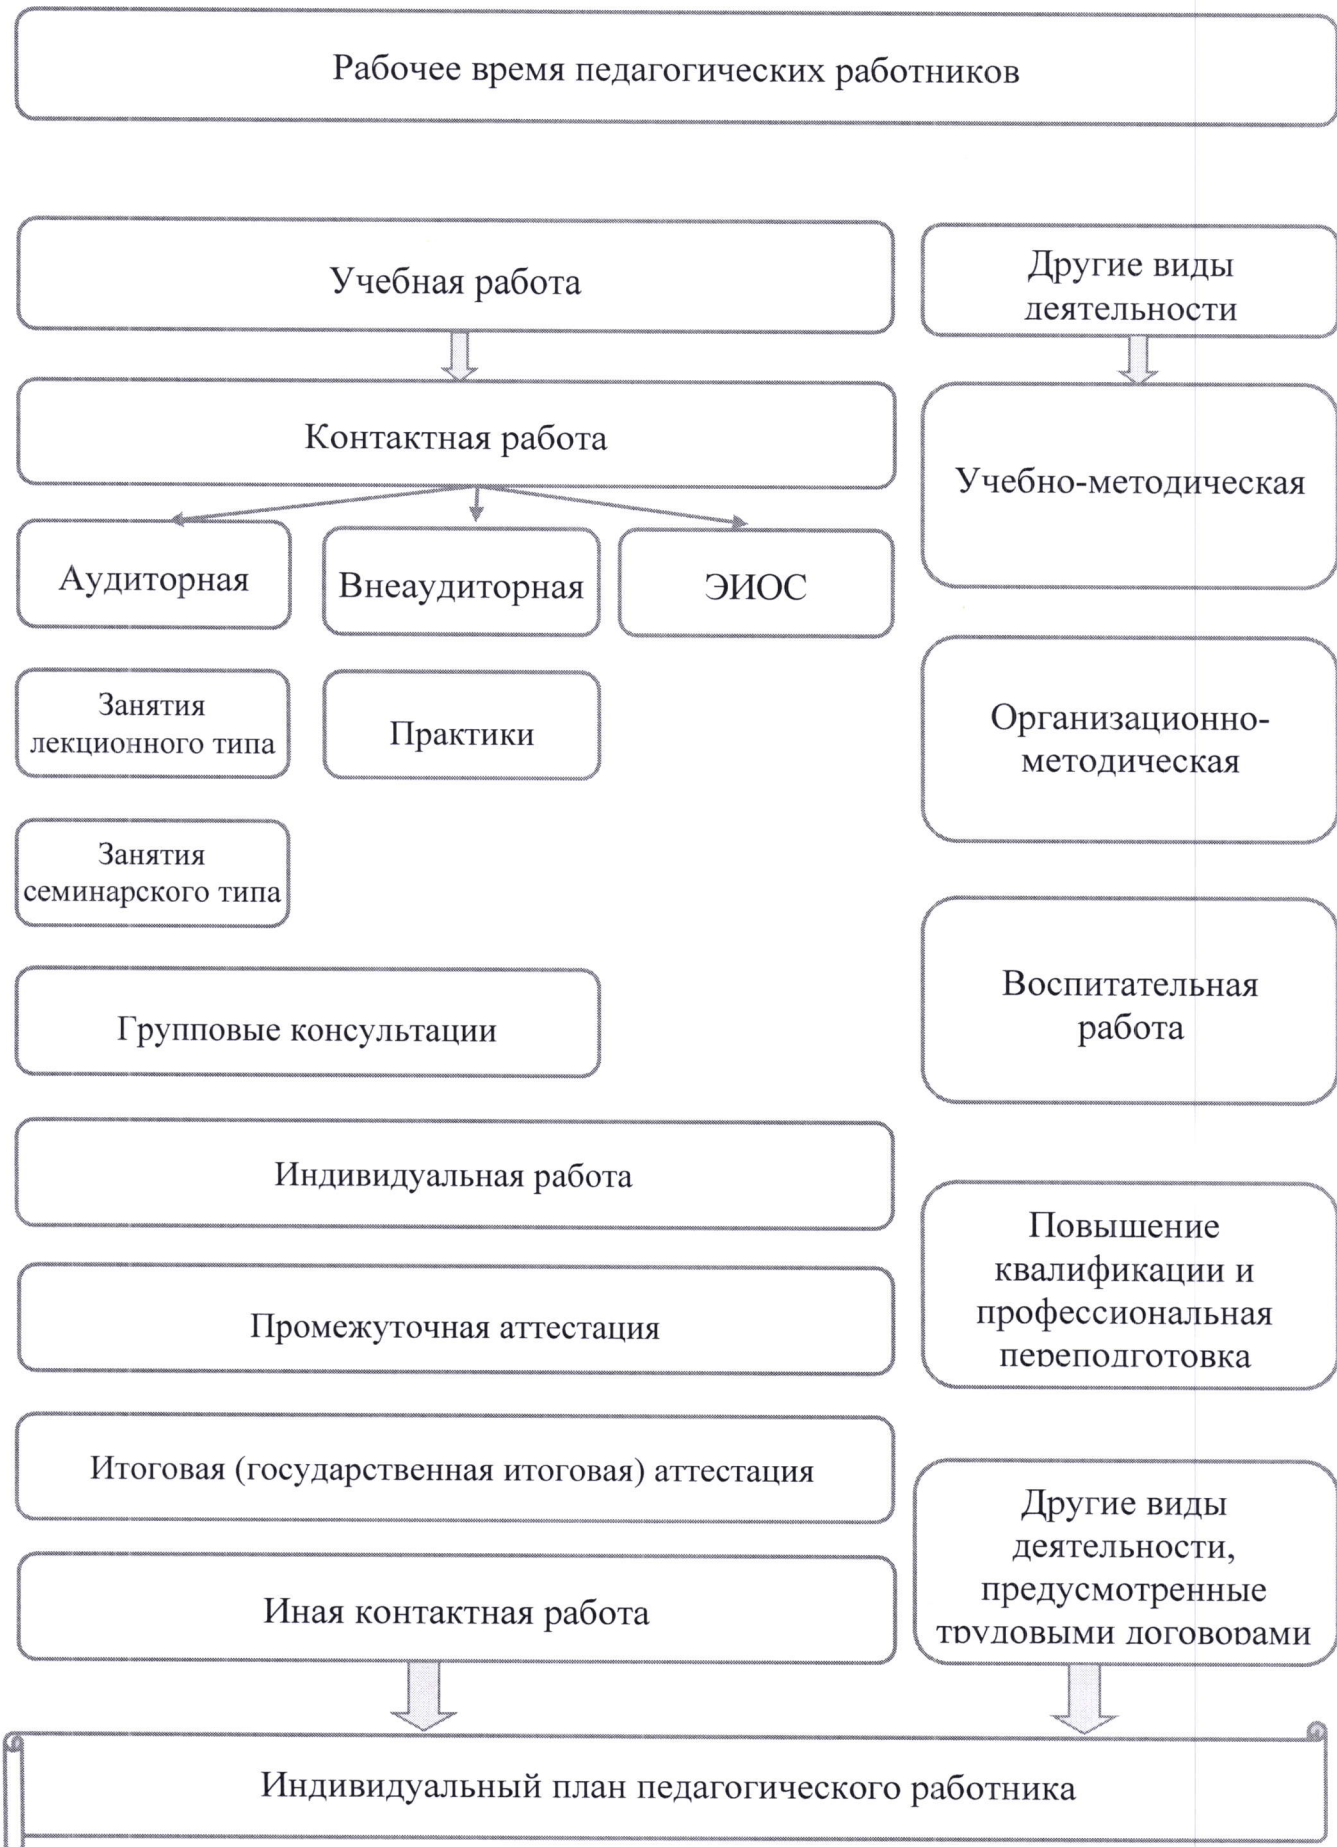 Рабочее время педагогических работников
Учебная работа
Другие виды
деятельности
Контактная работа
Учебно-методическая
Аудиторная
Внеаудиторная
ЭИОС
Занятия
лекционного типа
Практики
Организационно-
методическая
Занятия
семинарского типа
Воспитательная
работа
Групповые консультации
Индивидуальная работа
Повышение
квалификации и
профессиональная
переподготовка
Промежуточная аттестация
Итоговая (государственная итоговая) аттестация
Другие виды
деятельности,
предусмотренные
трудовыми договорами
Иная контактная работа
Индивидуальный план педагогического работника